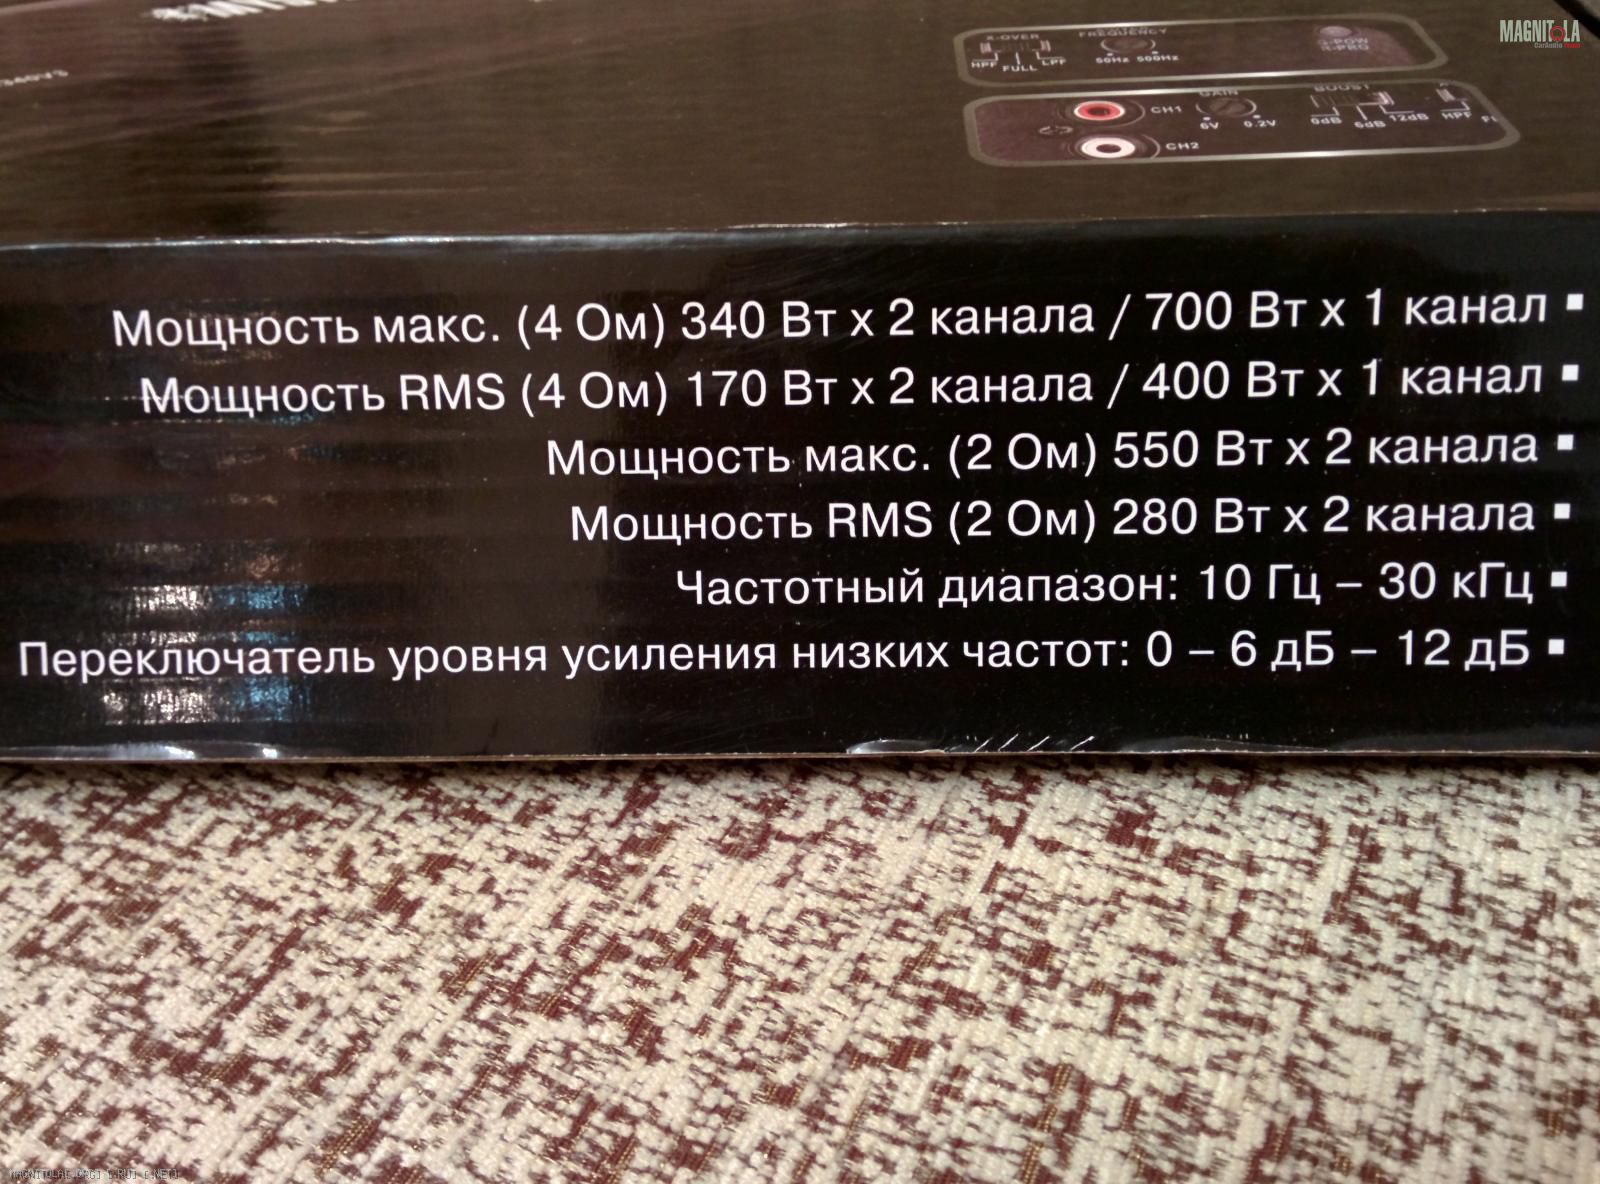 MAGNITOLA
CarAudio
X-OVER
FREQUENCY
HPF FULL LPF
50Hz 500Hz
CH1
GAIN
BOOST
6V 0.2V
0dB 6dB 12dB HPF
CH2
Мощность макс. (4 Ом) 340 Вт х 2 канала / 700 Вт х 1 канал ▪
Мощность RMS (4 Ом) 170 Вт х 2 канала / 400 Вт х 1 канал ▪
Мощность макс. (2 Ом) 550 Вт х 2 канала ▪
Мощность RMS (2 Ом) 280 Вт х 2 канала ▪
Частотный диапазон: 10 Гц – 30 кГц ▪
Переключатель уровня усиления низких частот: 0 – 6 дБ – 12 дБ ▪